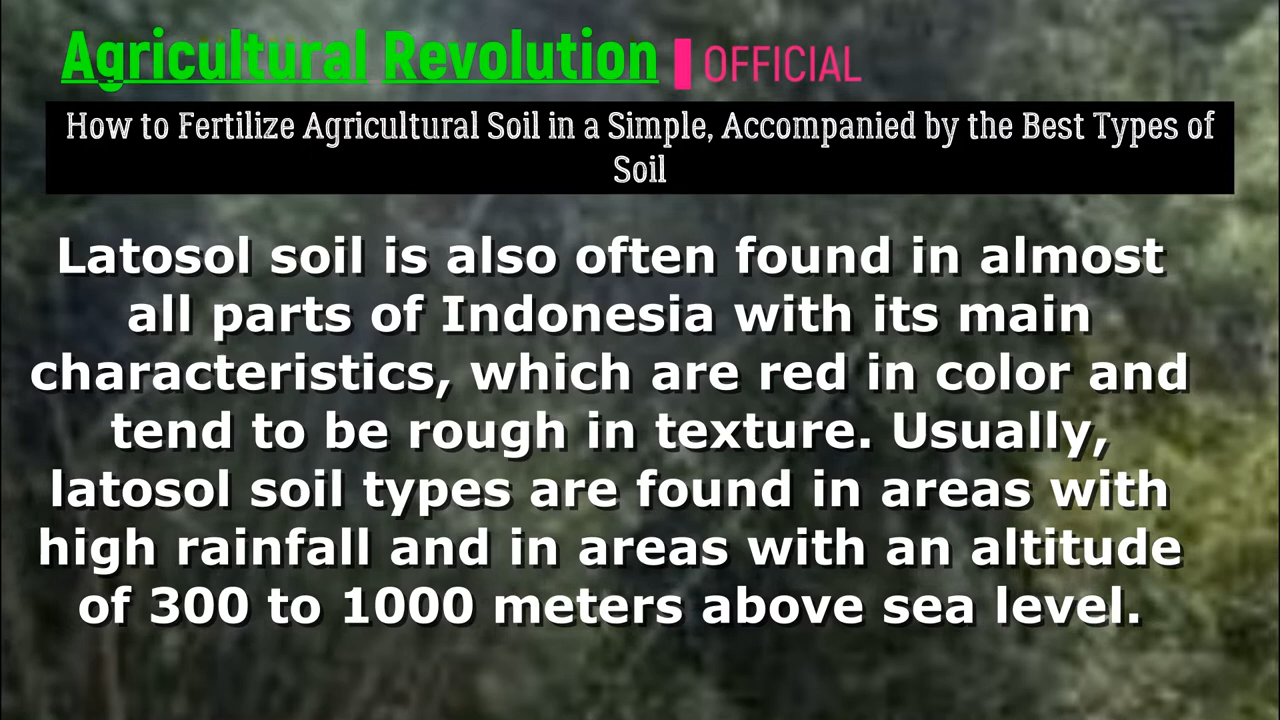 Agricultural Revolution OFFICIAL
How to Fertilize Agricultural Soil in a Simple, Accompanied by the Best Types of
Soil
Latosol soil is also often found in almost
all parts of Indonesia with its main
characteristics, which are red in color and
tend to be rough in texture. Usually,
latosol soil types are found in areas with
high rainfall and in areas with an altitude
of 300 to 1000 meters above sea level.